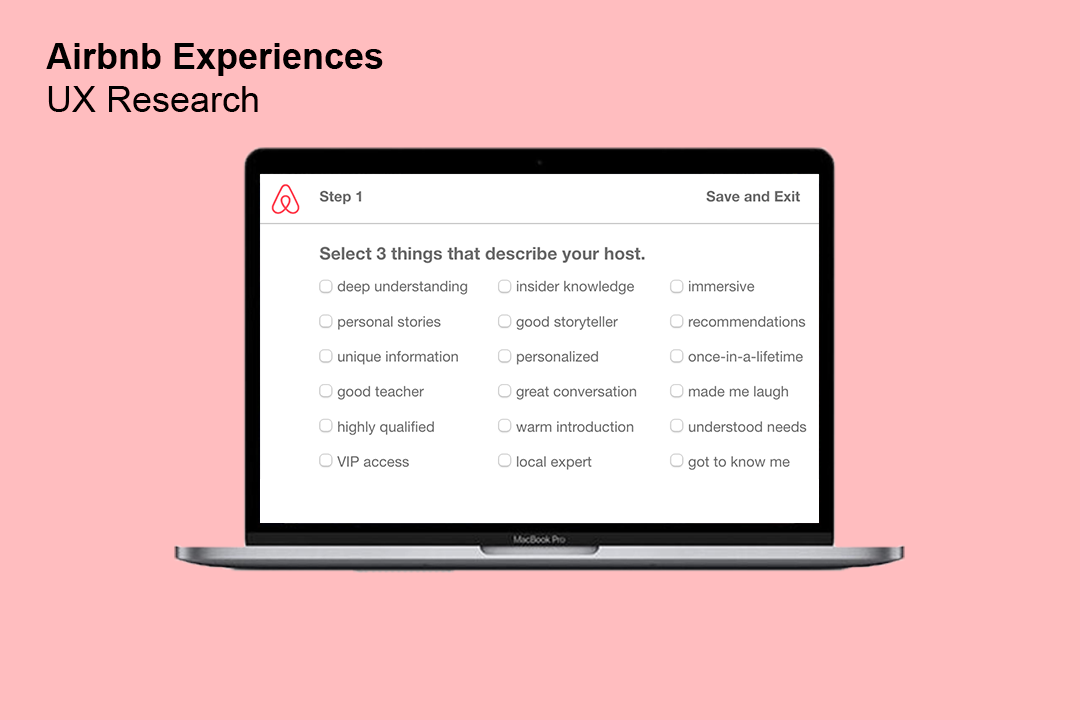 Airbnb Experiences
UX Research
Step 1
Save and Exit
Select 3 things that describe your host.
deep understanding
insider knowledge
immersive
personal stories
good storyteller
recommendations
unique information
personalized
once-in-a-lifetime
good teacher
great conversation
made me laugh
highly qualified
warm introduction
understood needs
VIP access
local expert
got to know me
MacBook Pro